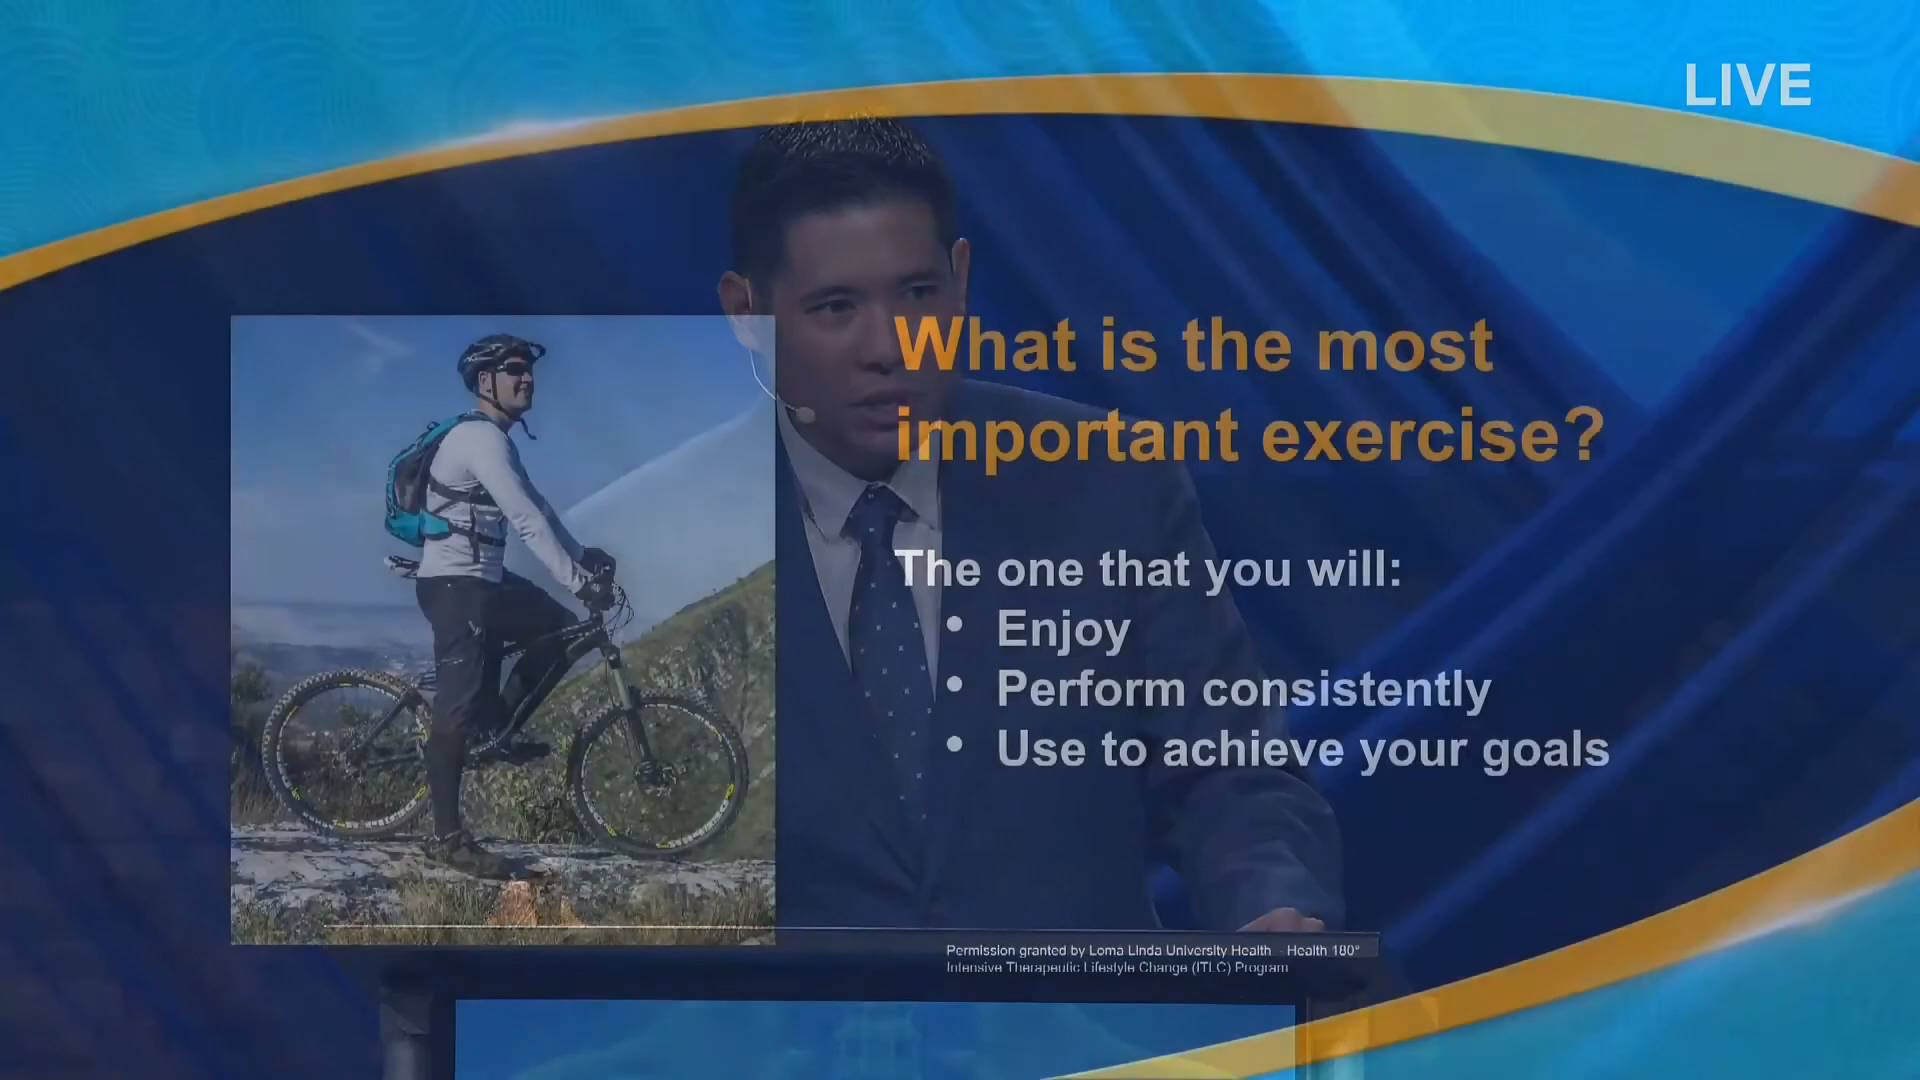 LIVE
What is the most
important exercise?
The one that you will:
• Enjoy
• Perform consistently
• Use to achieve your goals
Permission granted by Loma Linda University Health - Health 180°
Intensive Therapeutic Lifestyle Change (ITLC) Program